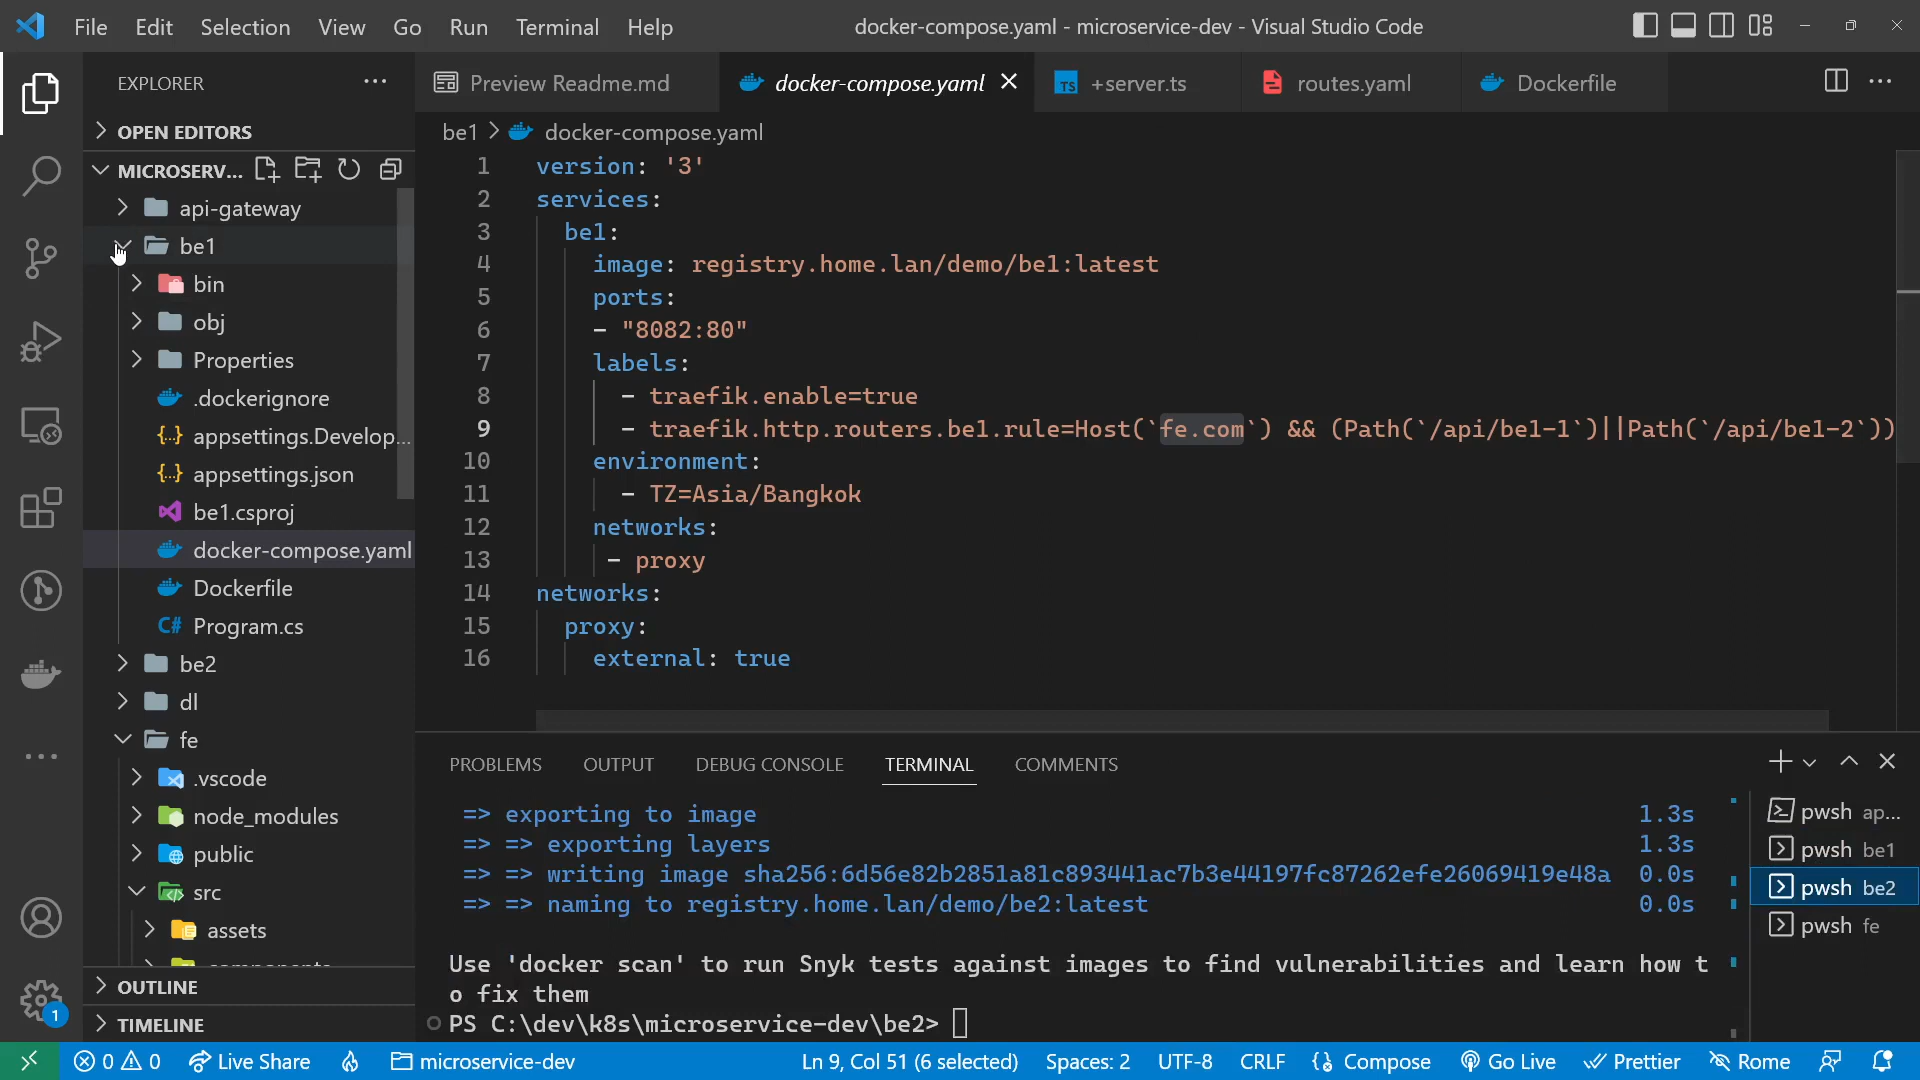 File Edit Selection View Go Run Terminal Help
docker-compose.yaml - microservice-dev - Visual Studio Code
EXPLORER
OPEN EDITORS
MICROSERV...
api-gateway
be1
bin
obj
Properties
.dockerignore
appsettings.Develop...
appsettings.json
be1.csproj
docker-compose.yaml
Dockerfile
Program.cs
be2
dl
fe
.vscode
node_modules
public
src
assets
OUTLINE
TIMELINE
Preview Readme.md
docker-compose.yaml
TS +server.ts
routes.yaml
Dockerfile
be1 > docker-compose.yaml
1 version: '3'
2 services:
3 be1:
4 image: registry.home.lan/demo/be1:latest
5 ports:
6 - "8082:80"
7 labels:
8 - traefik.enable=true
9 - traefik.http.routers.be1.rule=Host(`fe.com`) && (Path(`/api/be1-1`)||Path(`/api/be1-2`))
10 environment:
11 - TZ=Asia/Bangkok
12 networks:
13 - proxy
14 networks:
15 proxy:
16 external: true
PROBLEMS OUTPUT DEBUG CONSOLE TERMINAL COMMENTS
=> exporting to image 1.3s
=> => exporting layers 1.3s
=> => writing image sha256:6d56e82b2851a81c893441ac7b3e44197fc87262efe26069419e48a 0.0s
=> => naming to registry.home.lan/demo/be2:latest 0.0s
Use 'docker scan' to run Snyk tests against images to find vulnerabilities and learn how t
o fix them
PS C:\dev\k8s\microservice-dev\be2>
pwsh ap...
pwsh be1
pwsh be2
pwsh fe
1
0 0 Live Share microservice-dev Ln 9, Col 51 (6 selected) Spaces: 2 UTF-8 CRLF Compose Go Live Prettier Rome